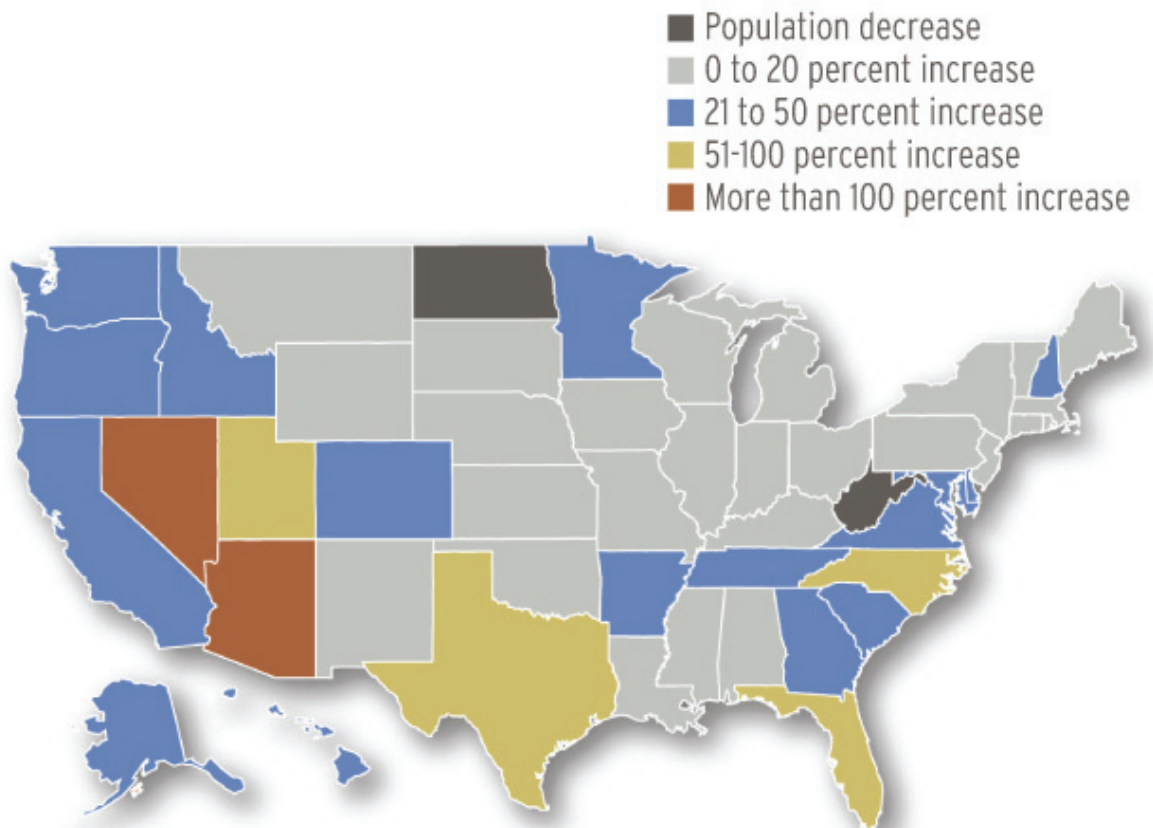 Population decrease
0 to 20 percent increase
21 to 50 percent increase
51-100 percent increase
More than 100 percent increase